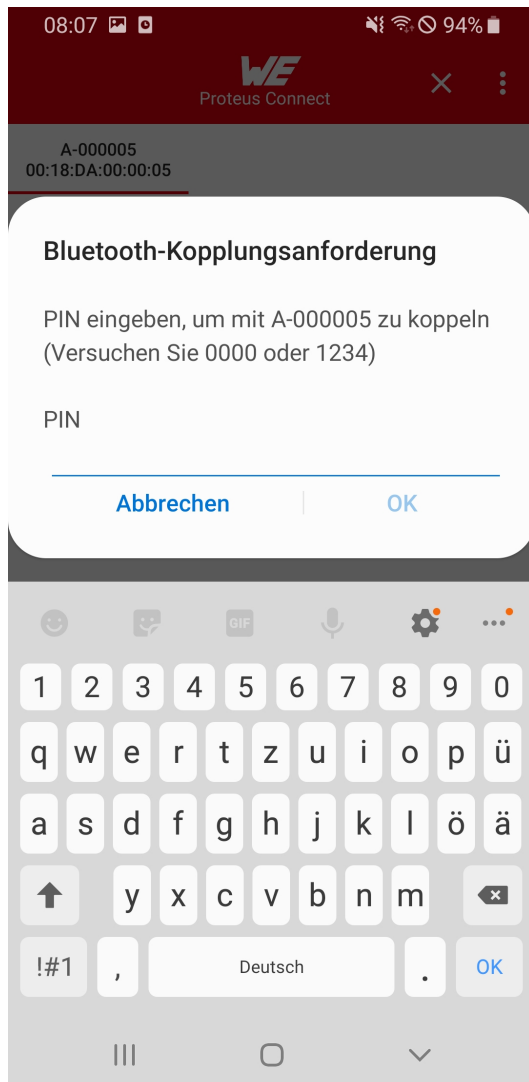 08:07
94%
WE
Proteus Connect
A-000005
00:18:DA:00:00:05
Bluetooth-Kopplungsanforderung
PIN eingeben, um mit A-000005 zu koppeln
(Versuchen Sie 0000 oder 1234)
PIN
Abbrechen OK
GIF
1 2 3 4 5 6 7 8 9 0
q w e r t z u i o p ü
a s d f g h j k l ö ä
y x c v b n m
!#1 , Deutsch . OK